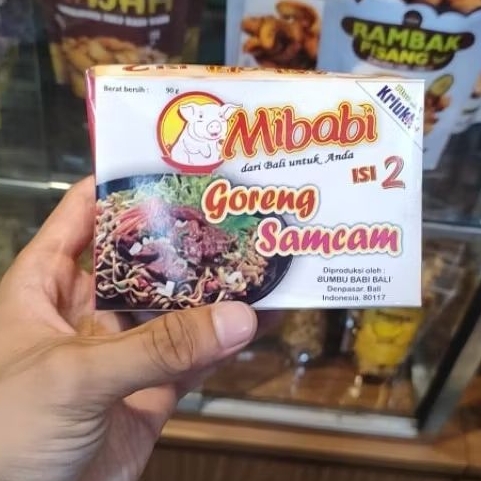 RAMBAK
PISANG
Berat bersih : 90 g
Mibabi
dari Bali untuk Anda
ISI 2
Goreng
Samcam
Diproduksi oleh :
BUMBU BABI BALI
Denpasar. Bali
Indonesia. 80117